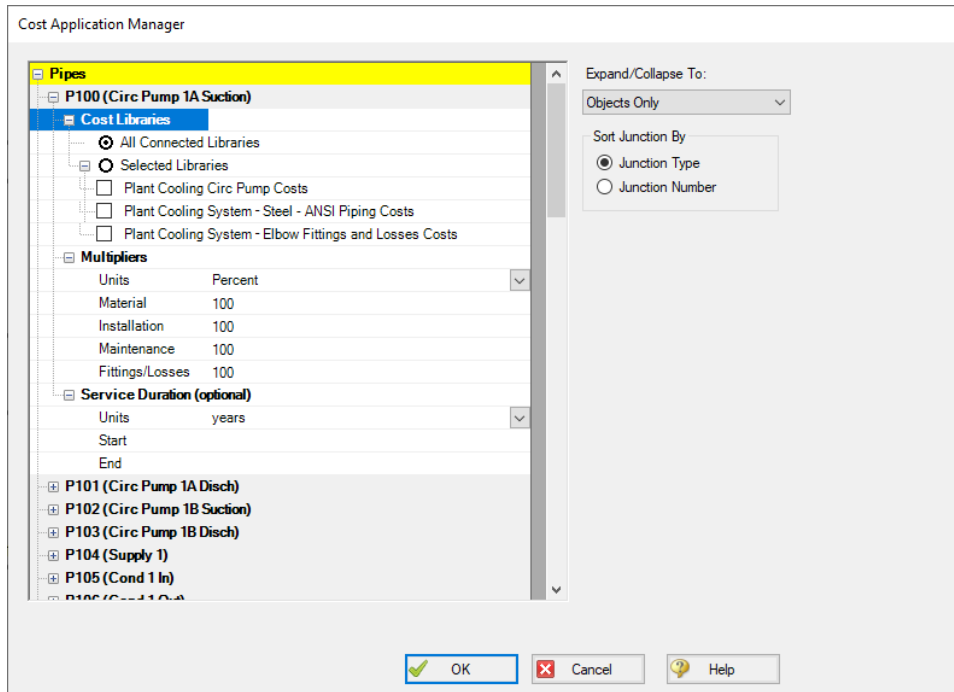 Cost Application Manager
Pipes
P100 (Circ Pump 1A Suction)
Cost Libraries
All Connected Libraries
Selected Libraries
Plant Cooling Circ Pump Costs
Plant Cooling System - Steel - ANSI Piping Costs
Plant Cooling System - Elbow Fittings and Losses Costs
Multipliers
Units Percent
Material 100
Installation 100
Maintenance 100
Fittings/Losses 100
Service Duration (optional)
Units years
Start
End
P101 (Circ Pump 1A Disch)
P102 (Circ Pump 1B Suction)
P103 (Circ Pump 1B Disch)
P104 (Supply 1)
P105 (Cond 1 In)
P106 (Cond 1 Out)
Expand/Collapse To:
Objects Only
Sort Junction By
Junction Type
Junction Number
OK Cancel Help